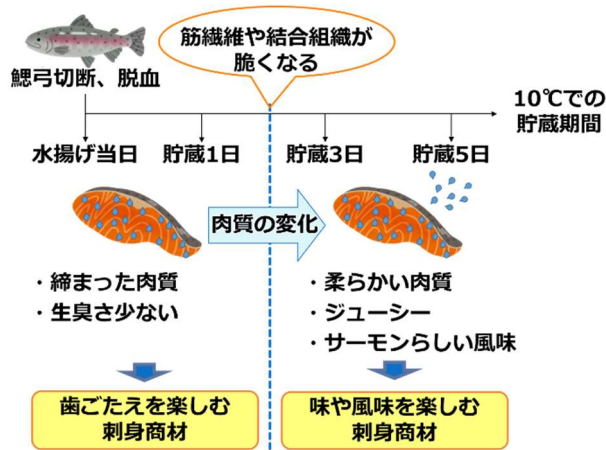 筋繊維や結合組織が
脆くなる
鰓弓切断、脱血
10℃での
貯蔵期間
水揚げ当日
貯蔵1日
貯蔵3日
貯蔵5日
肉質の変化
・締まった肉質
・生臭さ少ない
・柔らかい肉質
・ジューシー
・サーモンらしい風味
歯ごたえを楽しむ
刺身商材
味や風味を楽しむ
刺身商材